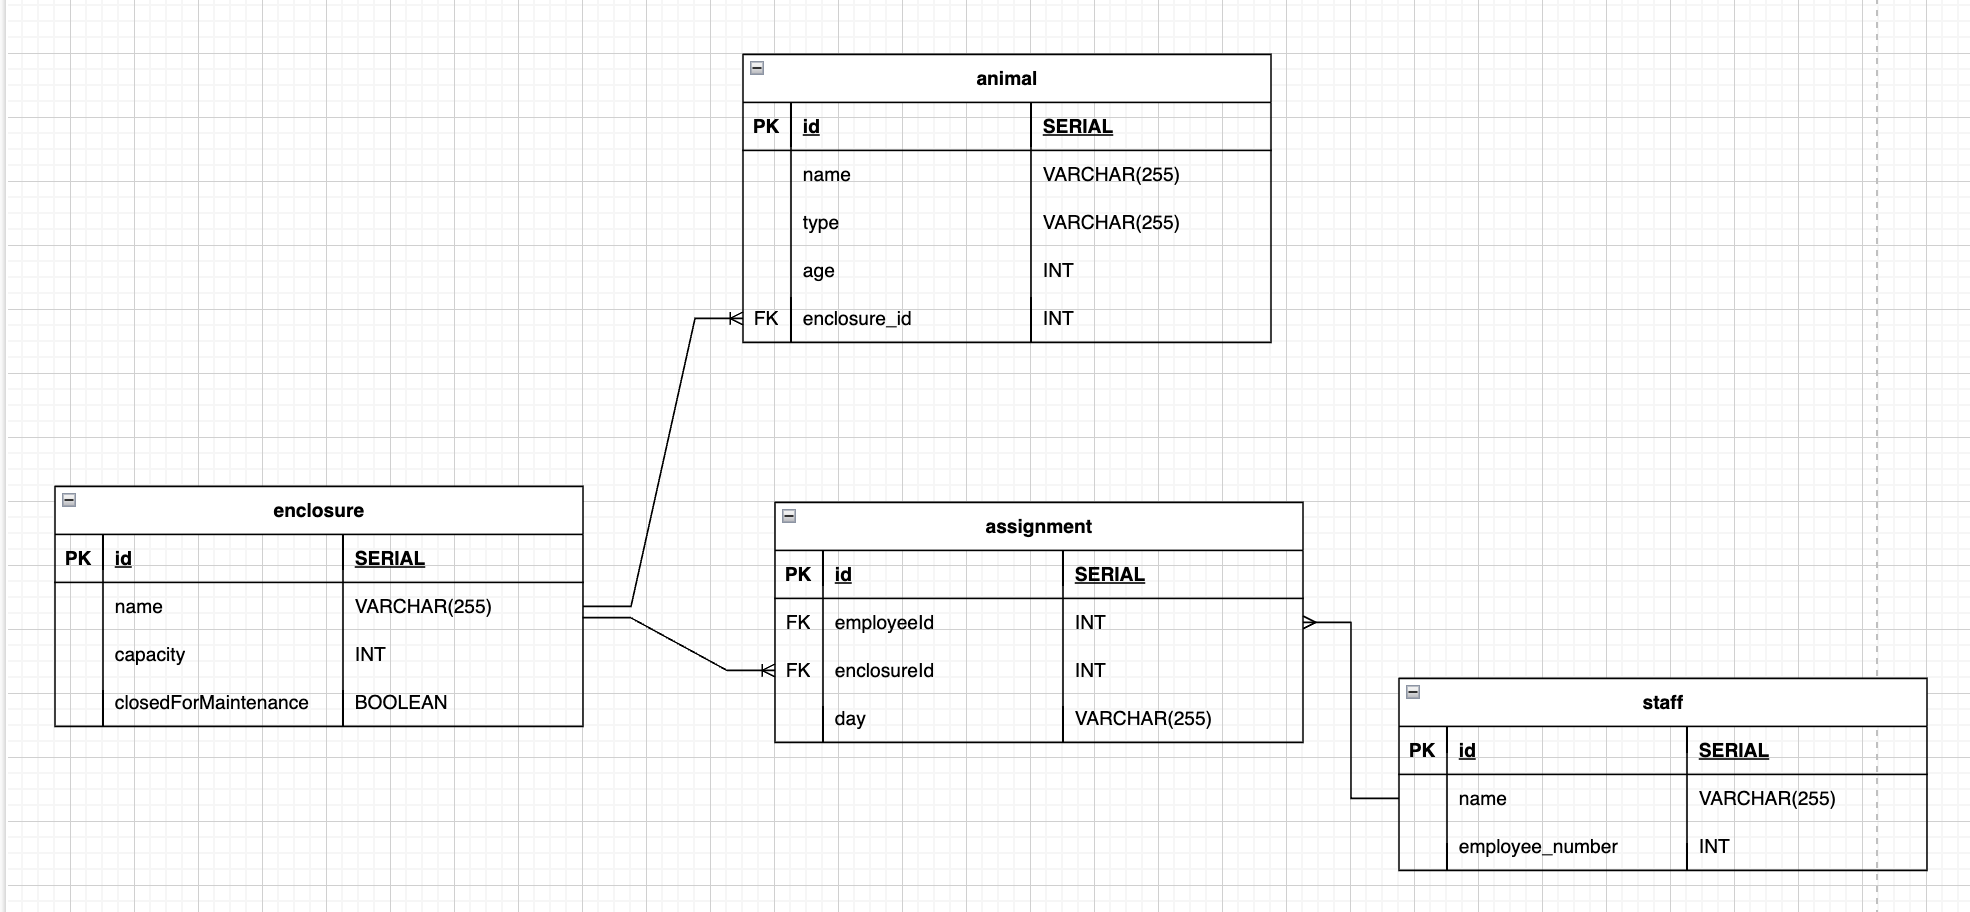 animal
PK id SERIAL
name VARCHAR(255)
type VARCHAR(255)
age INT
FK enclosure_id INT
enclosure
PK id SERIAL
name VARCHAR(255)
capacity INT
closedForMaintenance BOOLEAN
assignment
PK id SERIAL
FK employeeId INT
FK enclosureId INT
day VARCHAR(255)
staff
PK id SERIAL
name VARCHAR(255)
employee_number INT